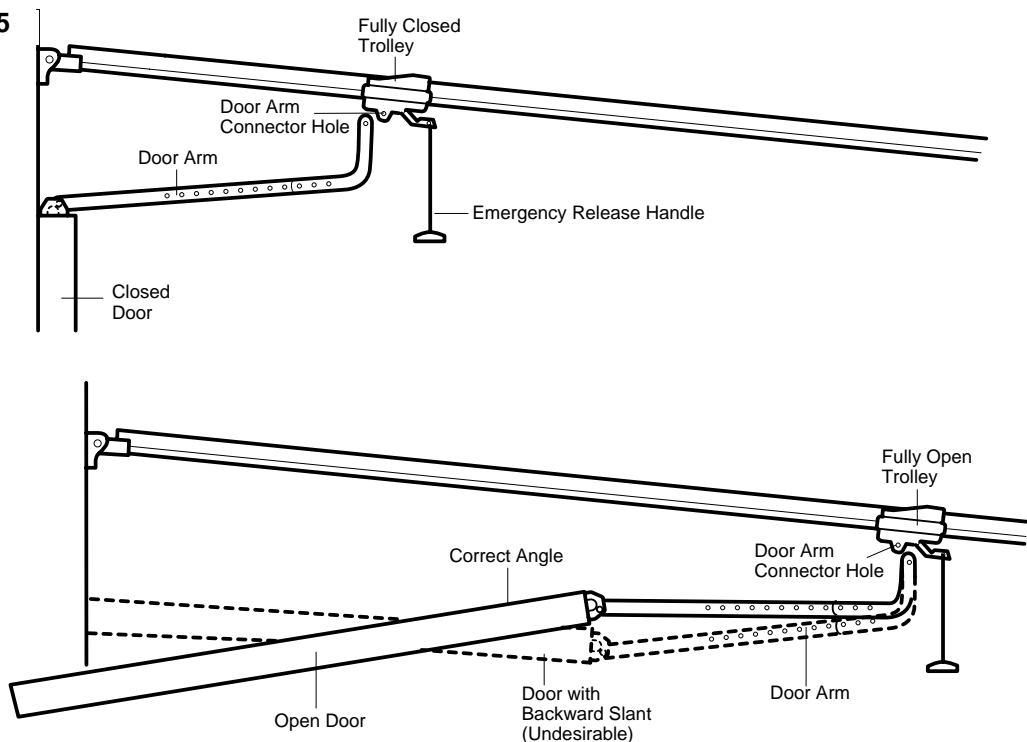 5
Fully Closed
Trolley
Door Arm
Connector Hole
Door Arm
Emergency Release Handle
Closed
Door
Fully Open
Trolley
Correct Angle
Door Arm
Connector Hole
Open Door
Door with
Backward Slant
(Undesirable)
Door Arm